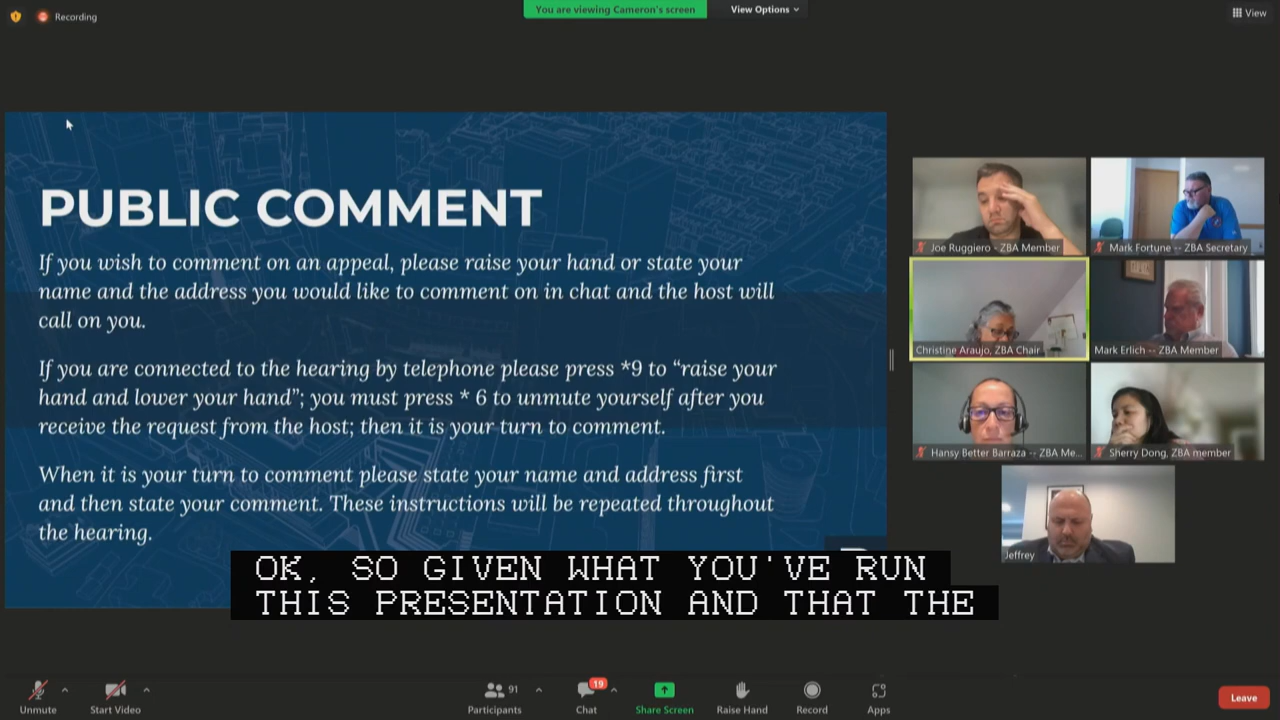 Recording
You are viewing Cameron's screen
View Options
View
PUBLIC COMMENT
If you wish to comment on an appeal, please raise your hand or state your
name and the address you would like to comment on in chat and the host will
call on you.
If you are connected to the hearing by telephone please press *9 to “raise your
hand and lower your hand”; you must press * 6 to unmute yourself after you
receive the request from the host; then it is your turn to comment.
When it is your turn to comment please state your name and address first
and then state your comment. These instructions will be repeated throughout
the hearing.
Joe Ruggiero - ZBA Member
Mark Fortune -- ZBA Secretary
Christine Araujo, ZBA Chair
Mark Erlich -- ZBA Member
Hansy Better Barraza -- ZBA Me...
Sherry Dong, ZBA member
Jeffrey
OK, SO GIVEN WHAT YOU'VE RUN
THIS PRESENTATION AND THAT THE
Unmute
Start Video
Participants
91
Chat
19
Share Screen
Raise Hand
Record
Apps
Leave